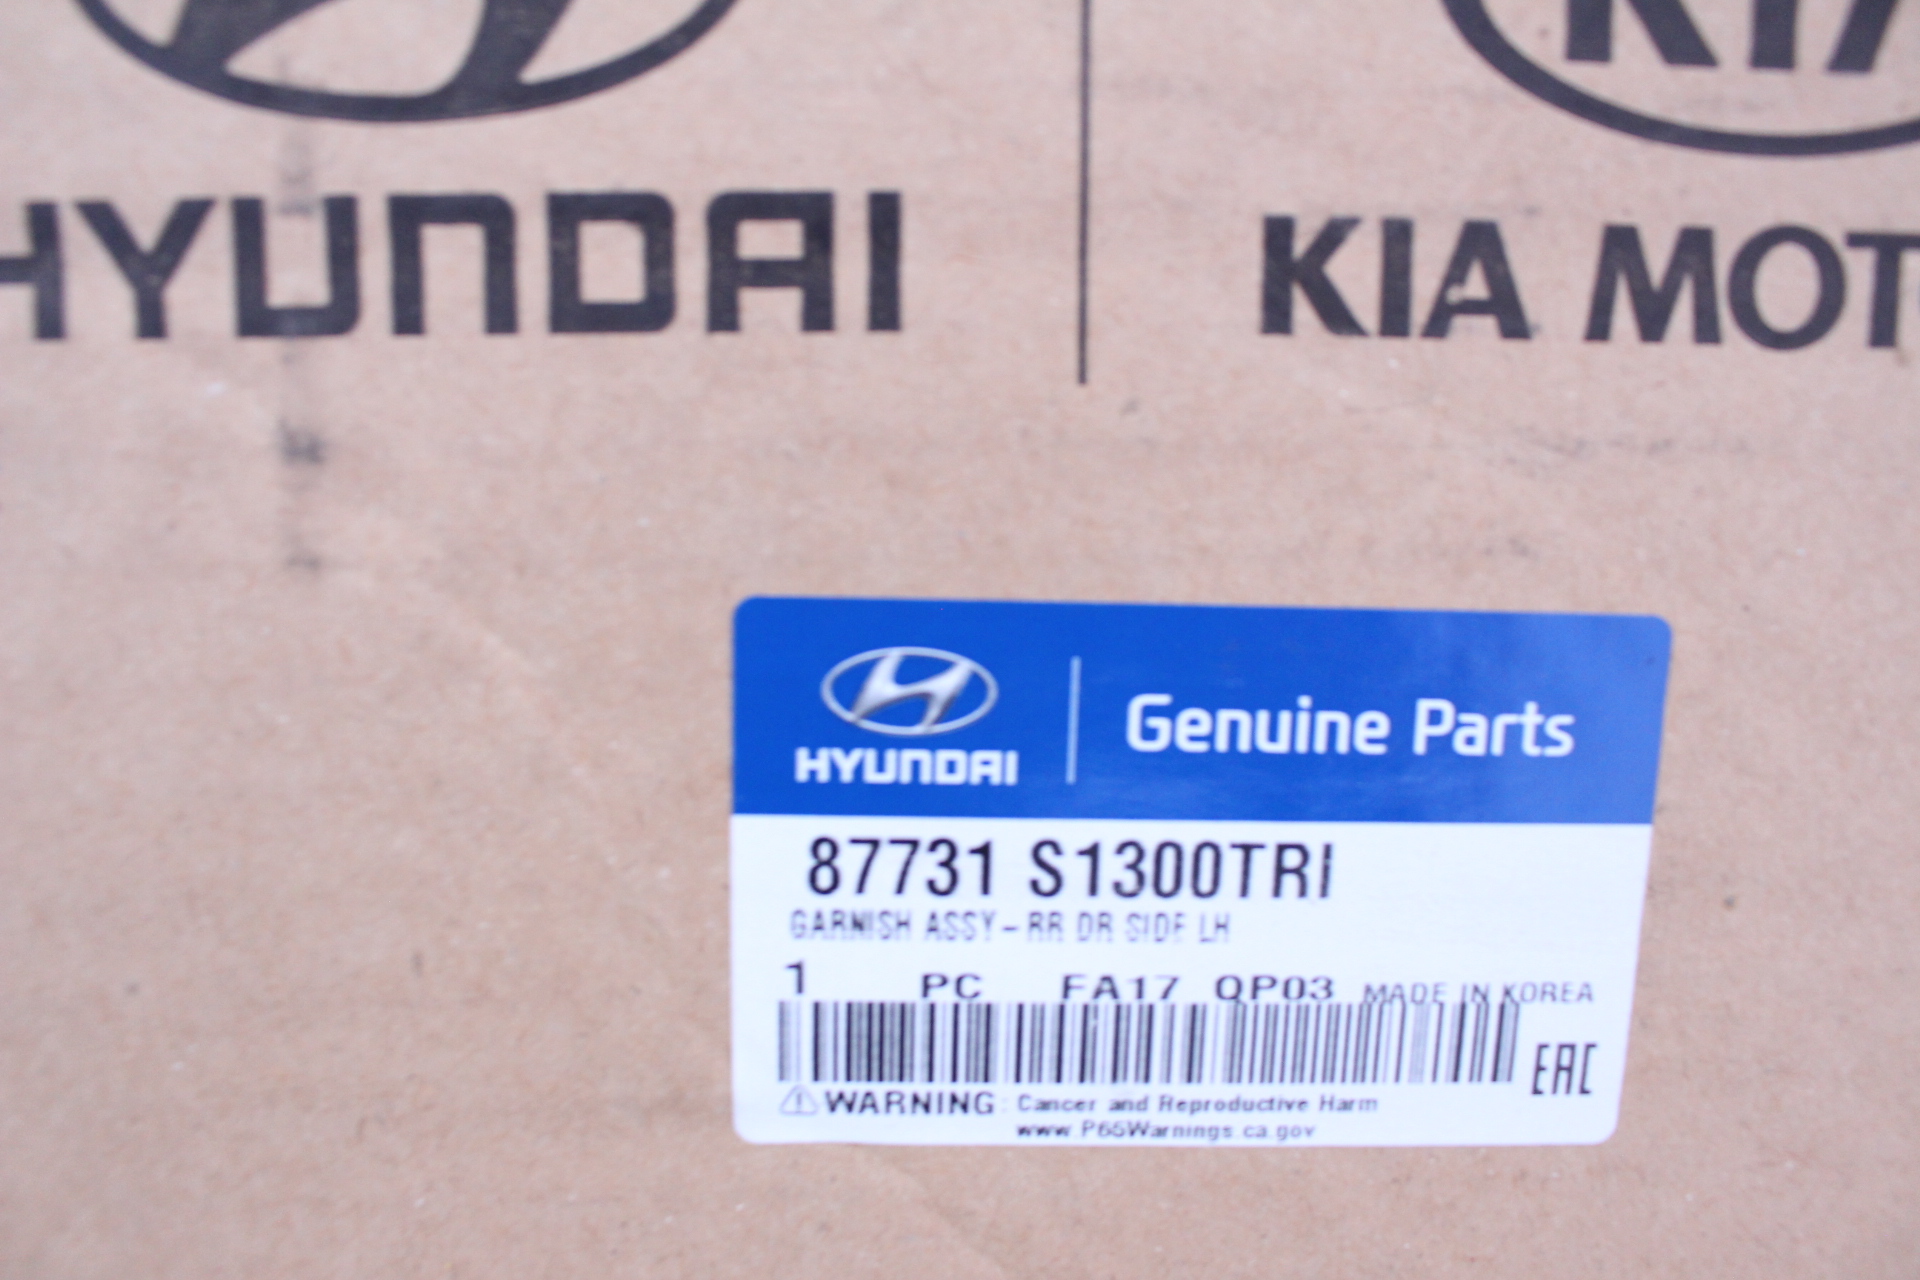 KIA
HYUNDAI
KIA MOT
HYUNDAI
Genuine Parts
87731 S1300TRI
GARNISH ASSY-RR DR SIDE LH
1 PC FA17 QP03 MADE IN KOREA
EAC
WARNING: Cancer and Reproductive Harm
www.P65Warnings.ca.gov